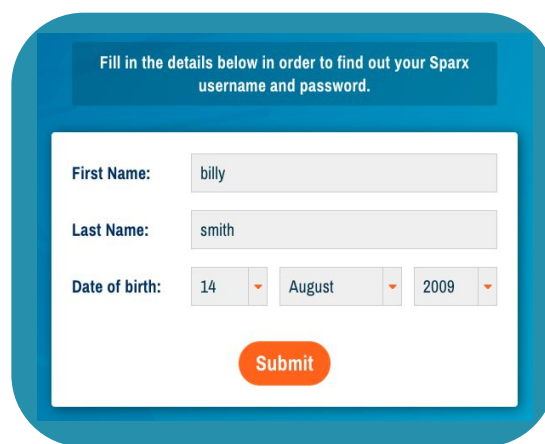 Fill in the details below in order to find out your Sparx
username and password.
First Name: billy
Last Name: smith
Date of birth: 14 August 2009
Submit